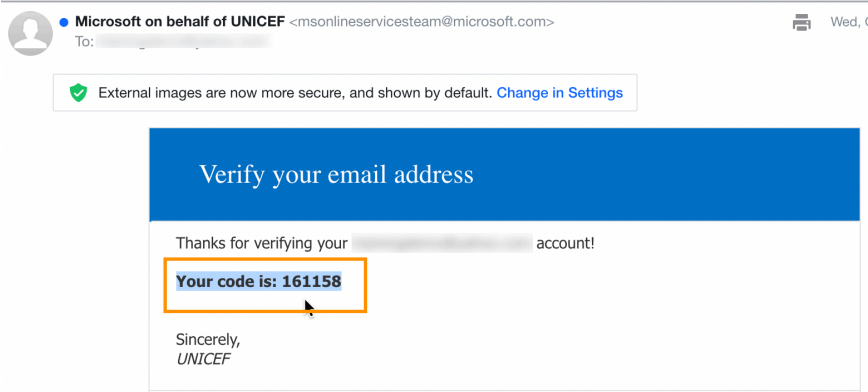 Microsoft on behalf of UNICEF <msonlineservicesteam@microsoft.com>
Wed,
To:
External images are now more secure, and shown by default. Change in Settings
Verify your email address
Thanks for verifying your account!
Your code is: 161158
Sincerely,
UNICEF